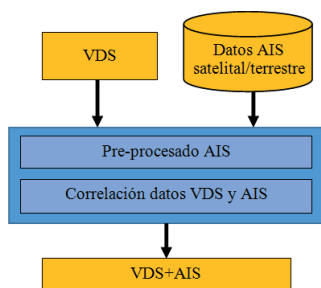 VDS
Datos AIS
satelital/terrestre
Pre-procesado AIS
Correlación datos VDS y AIS
VDS+AIS